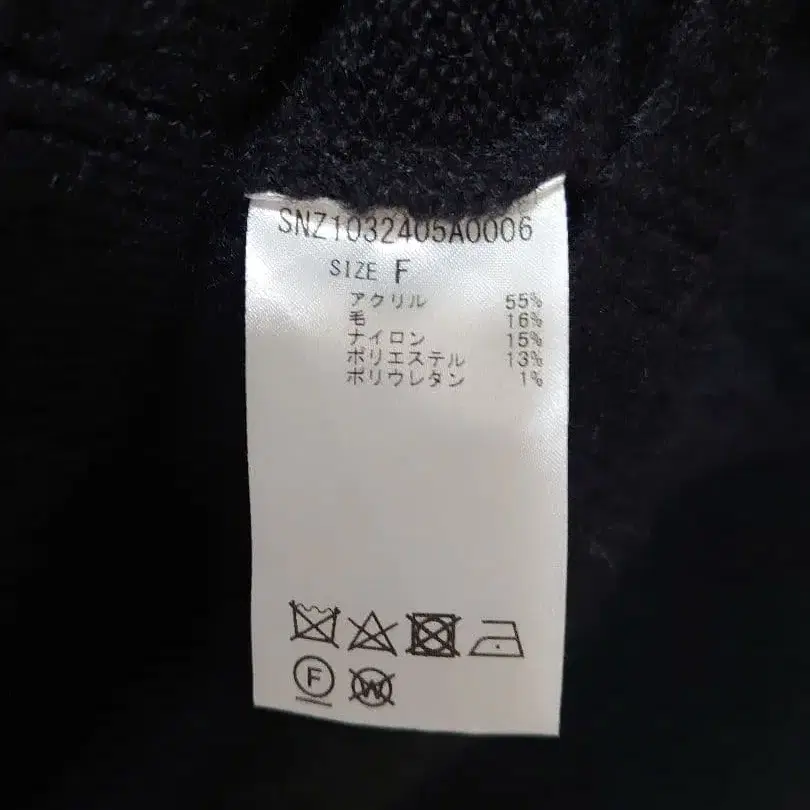 SNZ1032405A0006
SIZE F
アクリル 55%
毛 16%
ナイロン 15%
ポリエステル 13%
ポリウレタン 1%
F W